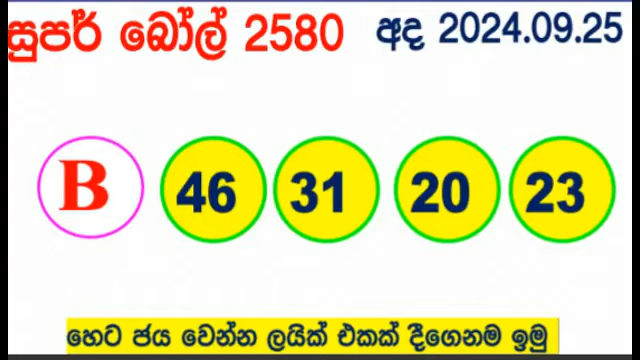 සුපර් බෝල් 2580 අද 2024.09.25
B 46 31 20 23
හෙට ජය වෙන්න ලයික් එකක් දීගෙනම ඉමු